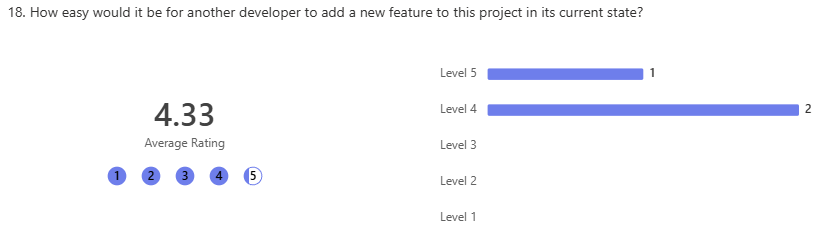 18. How easy would it be for another developer to add a new feature to this project in its current state?
4.33
Average Rating
1 2 3 4 5
Level 5 1
Level 4 2
Level 3
Level 2
Level 1